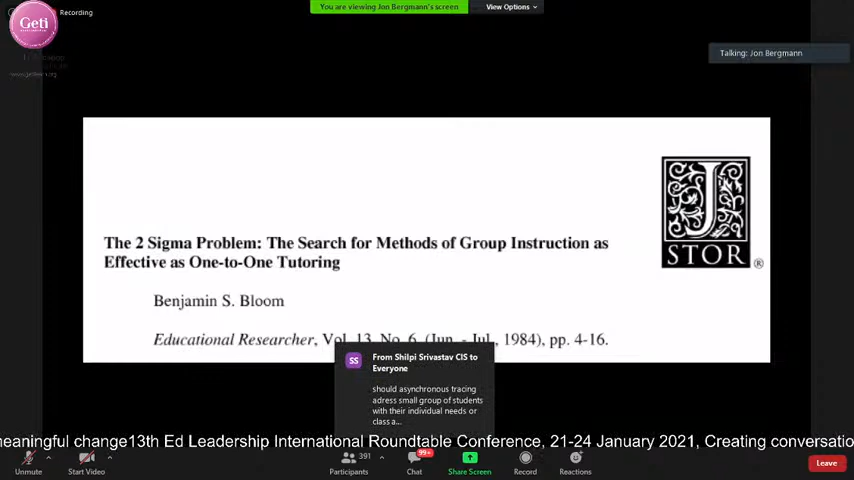 Geti
Recording
You are viewing Jon Bergmann's screen
View Options
Talking: Jon Bergmann
The 2 Sigma Problem: The Search for Methods of Group Instruction as
Effective as One-to-One Tutoring
J
STOR®
Benjamin S. Bloom
Educational Researcher, Vol. 13, No. 6. (Jun. - Jul., 1984), pp. 4-16.
SS
From Shilpi Srivastav CIS to
Everyone
should asynchronous tracing
adress small group of students
with their individual needs or
class a...
neaningful change13th Ed Leadership International Roundtable Conference, 21-24 January 2021, Creating conversatio
Unmute
Start Video
391
Participants
99+
Chat
Share Screen
Record
Reactions
Leave